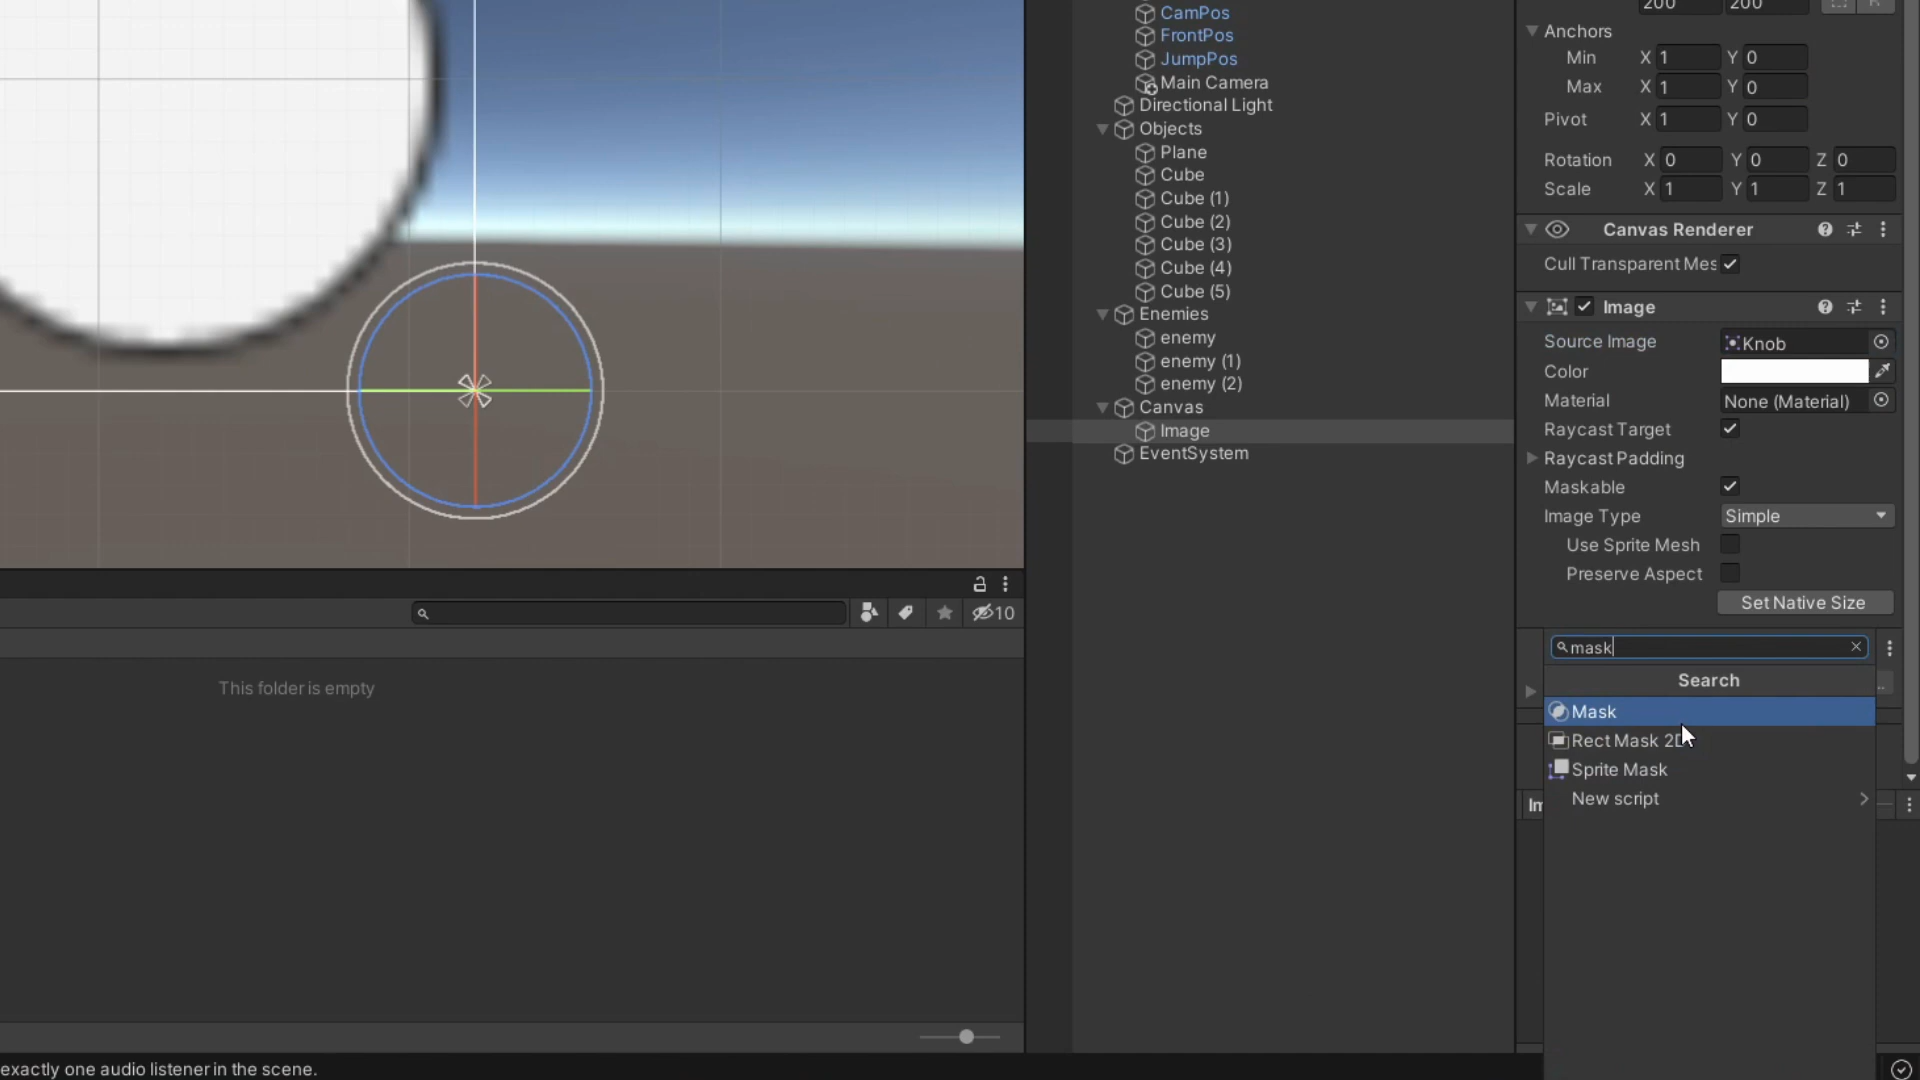 CamPos
FrontPos
JumpPos
Main Camera
Directional Light
Objects
Plane
Cube
Cube (1)
Cube (2)
Cube (3)
Cube (4)
Cube (5)
Enemies
enemy
enemy (1)
enemy (2)
Canvas
Image
EventSystem
200 200 R
Anchors
Min X 1 Y 0
Max X 1 Y 0
Pivot X 1 Y 0
Rotation X 0 Y 0 Z 0
Scale X 1 Y 1 Z 1
Canvas Renderer
Cull Transparent Mes
Image
Source Image Knob
Color
Material None (Material)
Raycast Target
Raycast Padding
Maskable
Image Type Simple
Use Sprite Mesh
Preserve Aspect
Set Native Size
mask
Search
Mask
Rect Mask 2D
Sprite Mask
New script
Im
10
This folder is empty
exactly one audio listener in the scene.